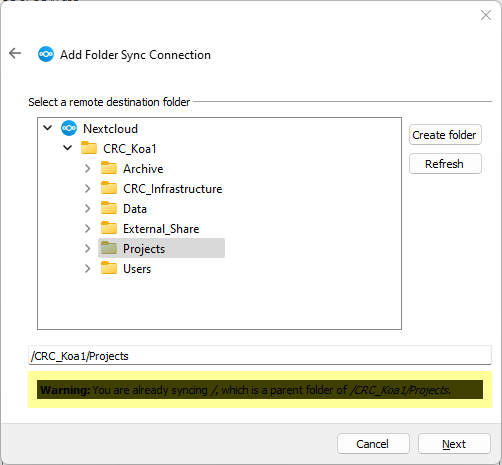 Add Folder Sync Connection
Select a remote destination folder
Nextcloud
CRC_Koa1
Archive
CRC_Infrastructure
Data
External_Share
Projects
Users
Create folder
Refresh
/CRC_Koa1/Projects
Warning: You are already syncing /, which is a parent folder of /CRC_Koa1/Projects.
Cancel
Next